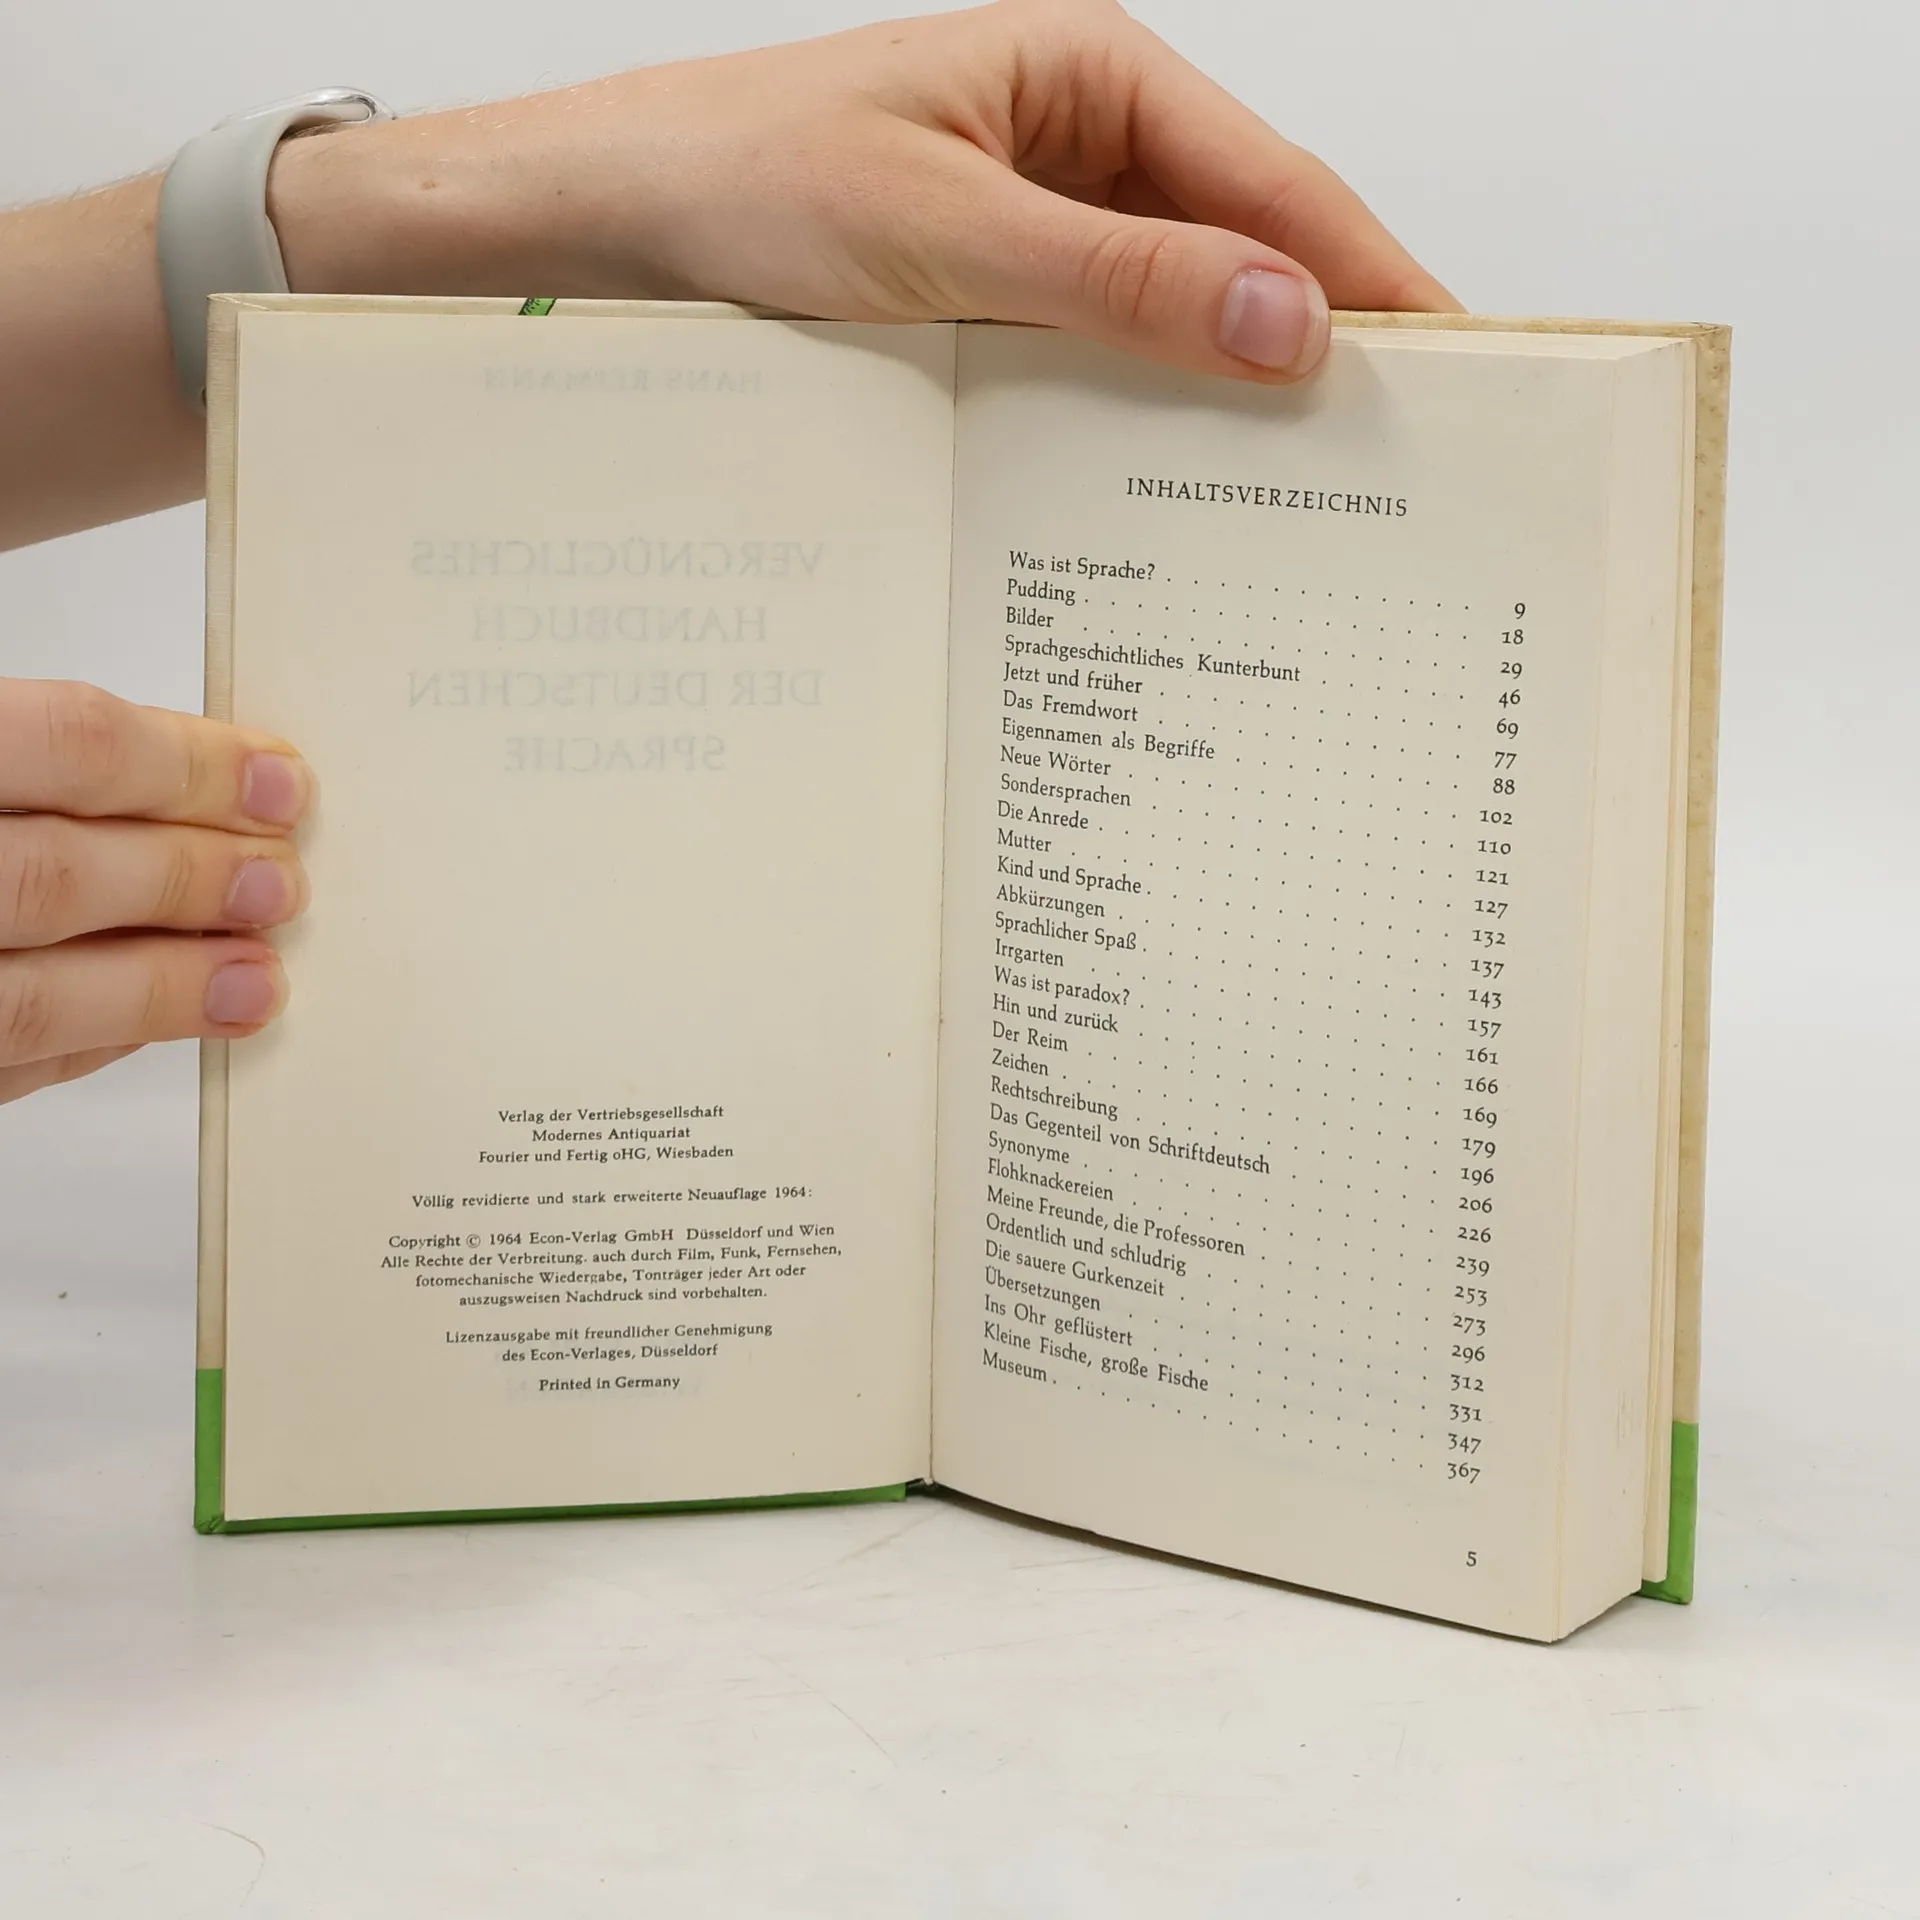 HANS REIMANN
VERGNÜGLICHES
HANDBUCH
DER DEUTSCHEN
SPRACHE
Verlag der Vertriebsgesellschaft
Modernes Antiquariat
Fourier und Fertig oHG, Wiesbaden
Völlig revidierte und stark erweiterte Neuauflage 1964:
Copyright © 1964 Econ-Verlag GmbH Düsseldorf und Wien
Alle Rechte der Verbreitung. auch durch Film, Funk, Fernsehen,
fotomechanische Wiedergabe, Tonträger jeder Art oder
auszugsweisen Nachdruck sind vorbehalten.
Lizenzausgabe mit freundlicher Genehmigung
des Econ-Verlages, Düsseldorf
Printed in Germany
INHALTSVERZEICHNIS
Was ist Sprache? . . . . . . . . . . . . 9
Pudding . . . . . . . . . . . . . . . 18
Bilder . . . . . . . . . . . . . . . 29
Sprachgeschichtliches Kunterbunt . . . . . . 46
Jetzt und früher . . . . . . . . . . . . 69
Das Fremdwort . . . . . . . . . . . . 77
Eigennamen als Begriffe . . . . . . . . . 88
Neue Wörter . . . . . . . . . . . . . 102
Sondersprachen . . . . . . . . . . . . 110
Die Anrede . . . . . . . . . . . . . . 121
Mutter . . . . . . . . . . . . . . . 127
Kind und Sprache . . . . . . . . . . . . 132
Abkürzungen . . . . . . . . . . . . . 137
Sprachlicher Spaß . . . . . . . . . . . . 143
Irrgarten . . . . . . . . . . . . . . 157
Was ist paradox? . . . . . . . . . . . . 161
Hin und zurück . . . . . . . . . . . . 166
Der Reim . . . . . . . . . . . . . . 169
Zeichen . . . . . . . . . . . . . . . 179
Rechtschreibung . . . . . . . . . . . . 196
Das Gegenteil von Schriftdeutsch . . . . . . 206
Synonyme . . . . . . . . . . . . . . 226
Flohknackereien . . . . . . . . . . . . 239
Meine Freunde, die Professoren . . . . . . . 253
Ordentlich und schludrig . . . . . . . . . 273
Die sauere Gurkenzeit . . . . . . . . . . 296
Übersetzungen . . . . . . . . . . . . 312
Ins Ohr geflüstert . . . . . . . . . . . 331
Kleine Fische, große Fische . . . . . . . . 347
Museum . . . . . . . . . . . . . . . 367
5